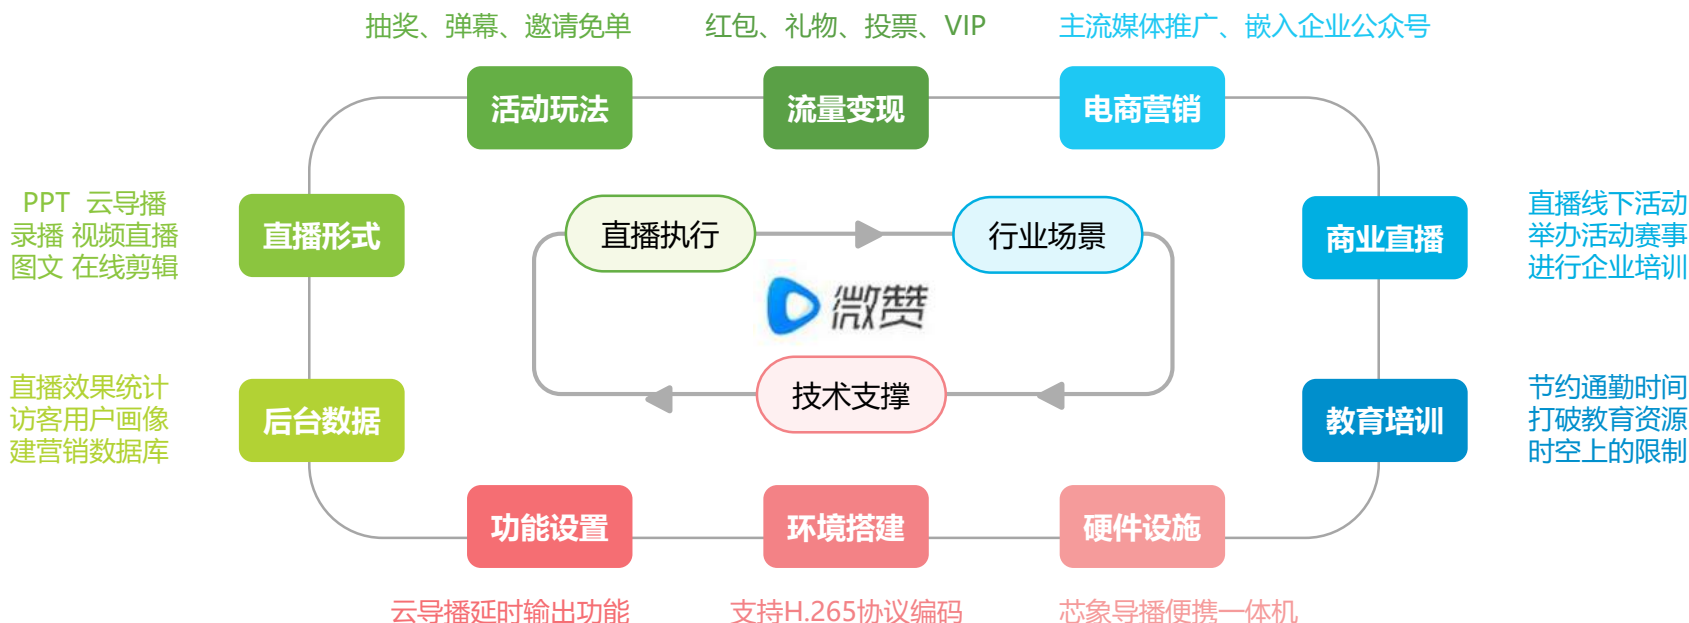 抽奖、弹幕、邀请免单
红包、礼物、投票、VIP
主流媒体推广、嵌入企业公众号
活动玩法
流量变现
电商营销
PPT 云导播
录播 视频直播
图文 在线剪辑
直播形式
直播执行
行业场景
商业直播
直播线下活动
举办活动赛事
进行企业培训
微赞
直播效果统计
访客用户画像
建营销数据库
后台数据
技术支撑
教育培训
节约通勤时间
打破教育资源
时空上的限制
功能设置
环境搭建
硬件设施
云导播延时输出功能
支持H.265协议编码
芯象导播便携一体机